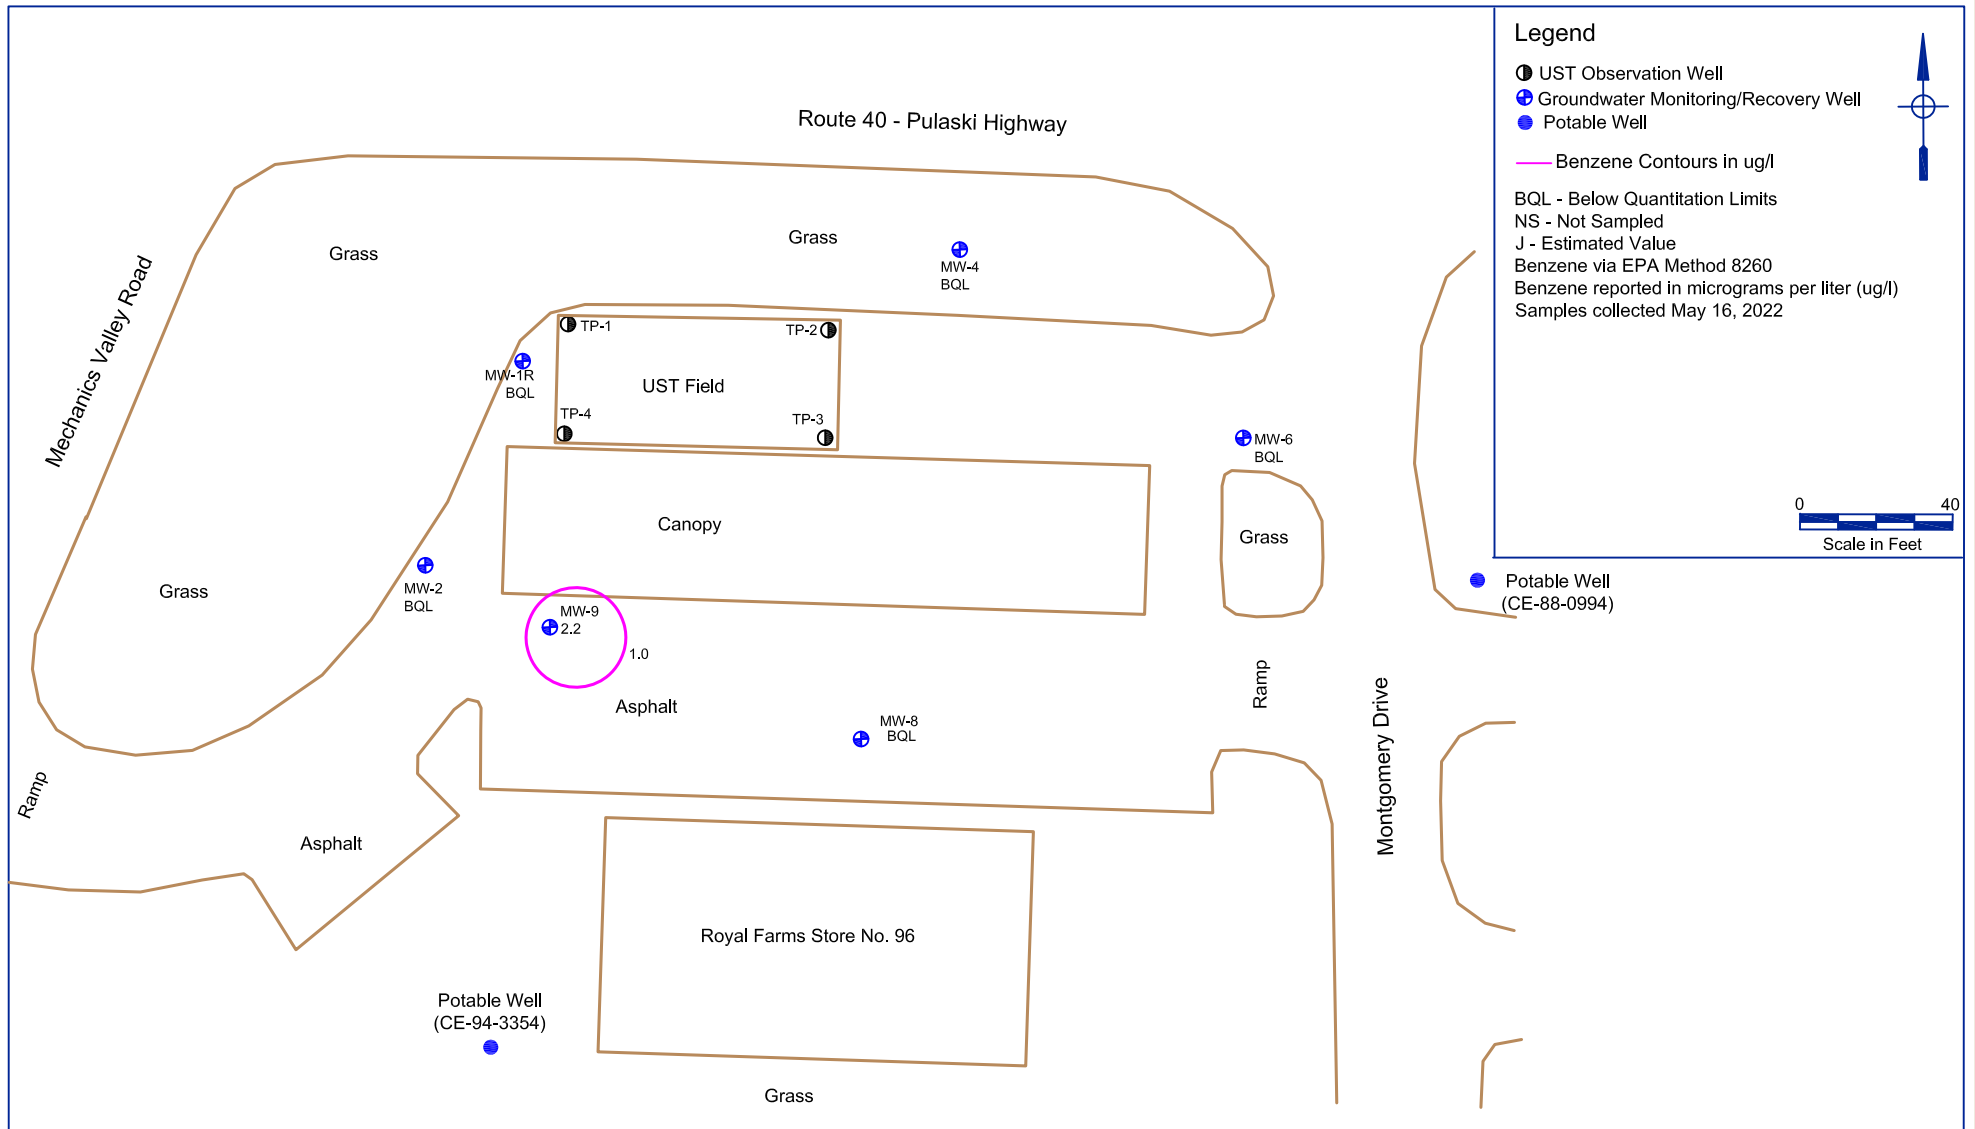 Legend
UST Observation Well
Groundwater Monitoring/Recovery Well
Potable Well
Benzene Contours in ug/l
BQL - Below Quantitation Limits
NS - Not Sampled
J - Estimated Value
Benzene via EPA Method 8260
Benzene reported in micrograms per liter (ug/l)
Samples collected May 16, 2022
0 40
Scale in Feet
Route 40 - Pulaski Highway
Mechanics Valley Road
Grass
Grass
MW-4
BQL
TP-1
TP-2
MW-1R
BQL
UST Field
TP-4
TP-3
MW-6
BQL
Canopy
Grass
MW-2
BQL
Grass
MW-9
2.2
1.0
Potable Well
(CE-88-0994)
Asphalt
MW-8
BQL
Ramp
Montgomery Drive
Ramp
Asphalt
Royal Farms Store No. 96
Potable Well
(CE-94-3354)
Grass